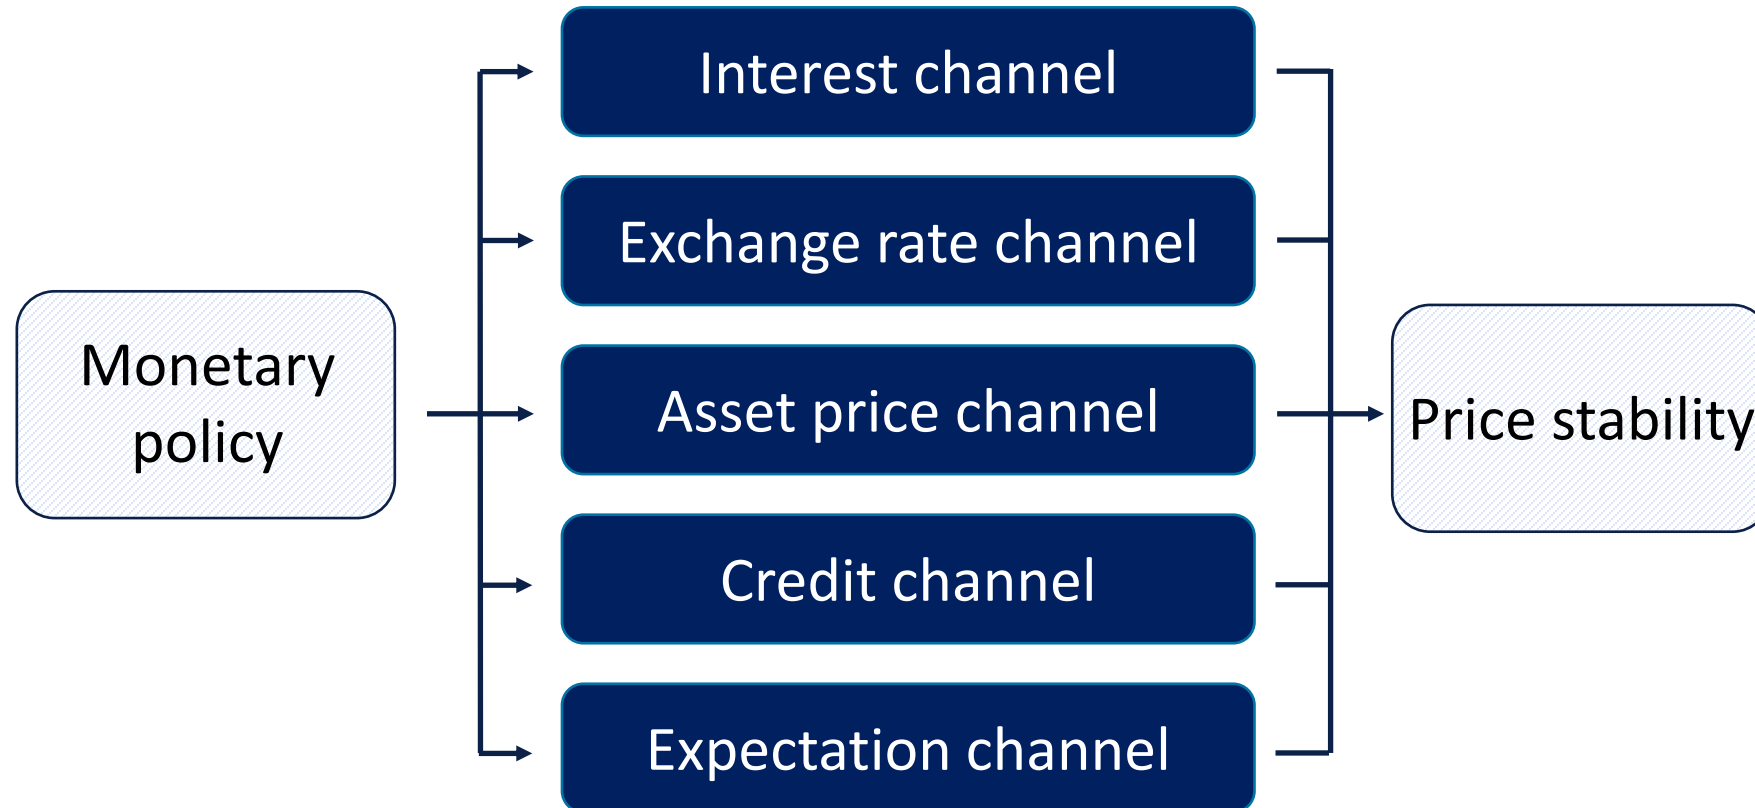 Interest channel
Exchange rate channel
Monetary
policy
Asset price channel
Price stability
Credit channel
Expectation channel